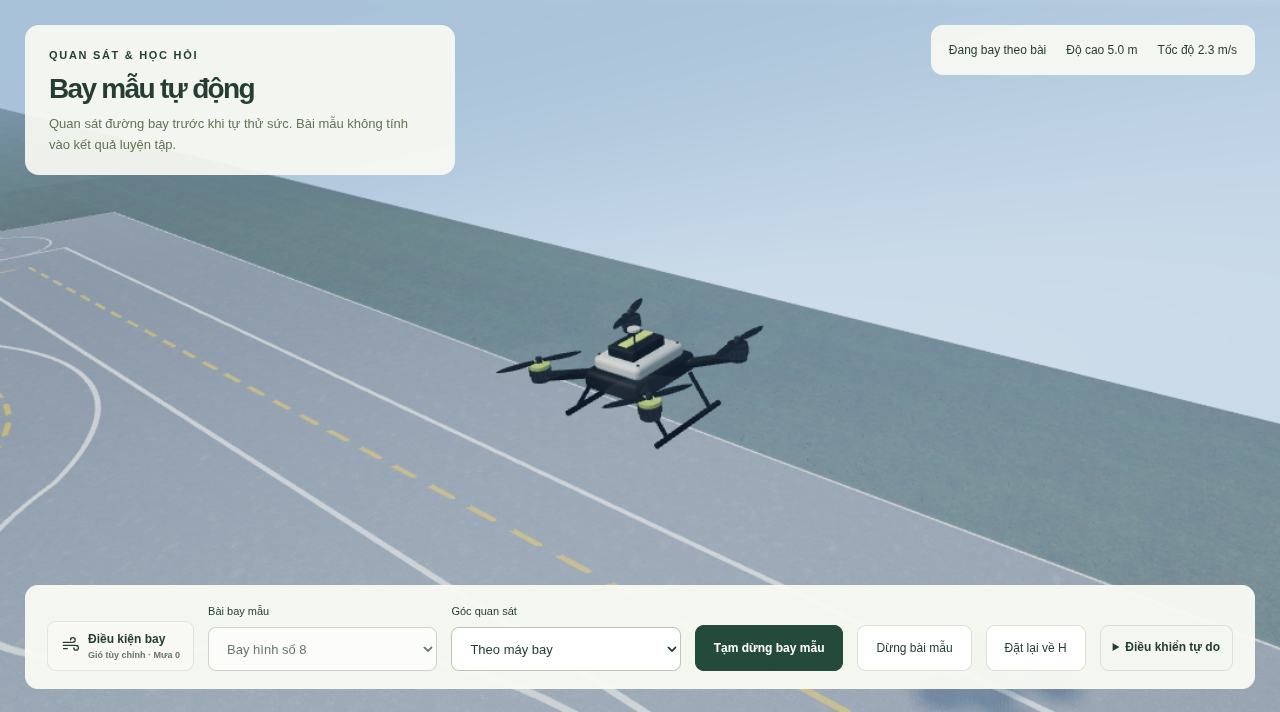 QUAN SÁT & HỌC HỎI
Bay mẫu tự động
Quan sát đường bay trước khi tự thử sức. Bài mẫu không tính
vào kết quả luyện tập.
Đang bay theo bài Độ cao 5.0 m Tốc độ 2.3 m/s
Điều kiện bay
Gió tùy chỉnh · Mưa 0
Bài bay mẫu
Bay hình số 8
Góc quan sát
Theo máy bay
Tạm dừng bay mẫu
Dừng bài mẫu
Đặt lại về H
Điều khiển tự do